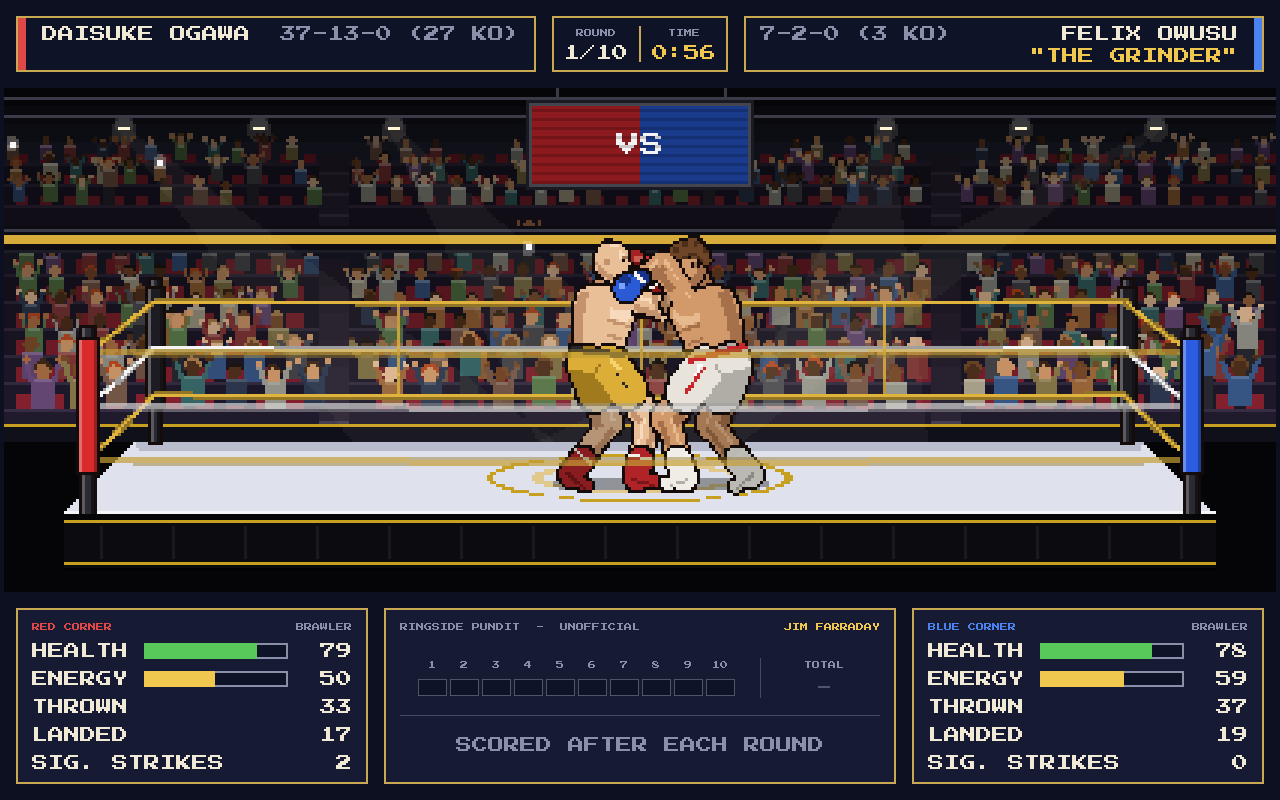 DAISUKE OGAWA 37-13-0 (27 KO)
ROUND
1/10
TIME
0:56
7-2-0 (3 KO) FELIX OWUSU
"THE GRINDER"
VS
RED CORNER BRAWLER
HEALTH 79
ENERGY 50
THROWN 33
LANDED 17
SIG. STRIKES 2
RINGSIDE PUNDIT - UNOFFICIAL JIM FARRADAY
1 2 3 4 5 6 7 8 9 10 TOTAL
—
SCORED AFTER EACH ROUND
BLUE CORNER BRAWLER
HEALTH 78
ENERGY 59
THROWN 37
LANDED 19
SIG. STRIKES 0